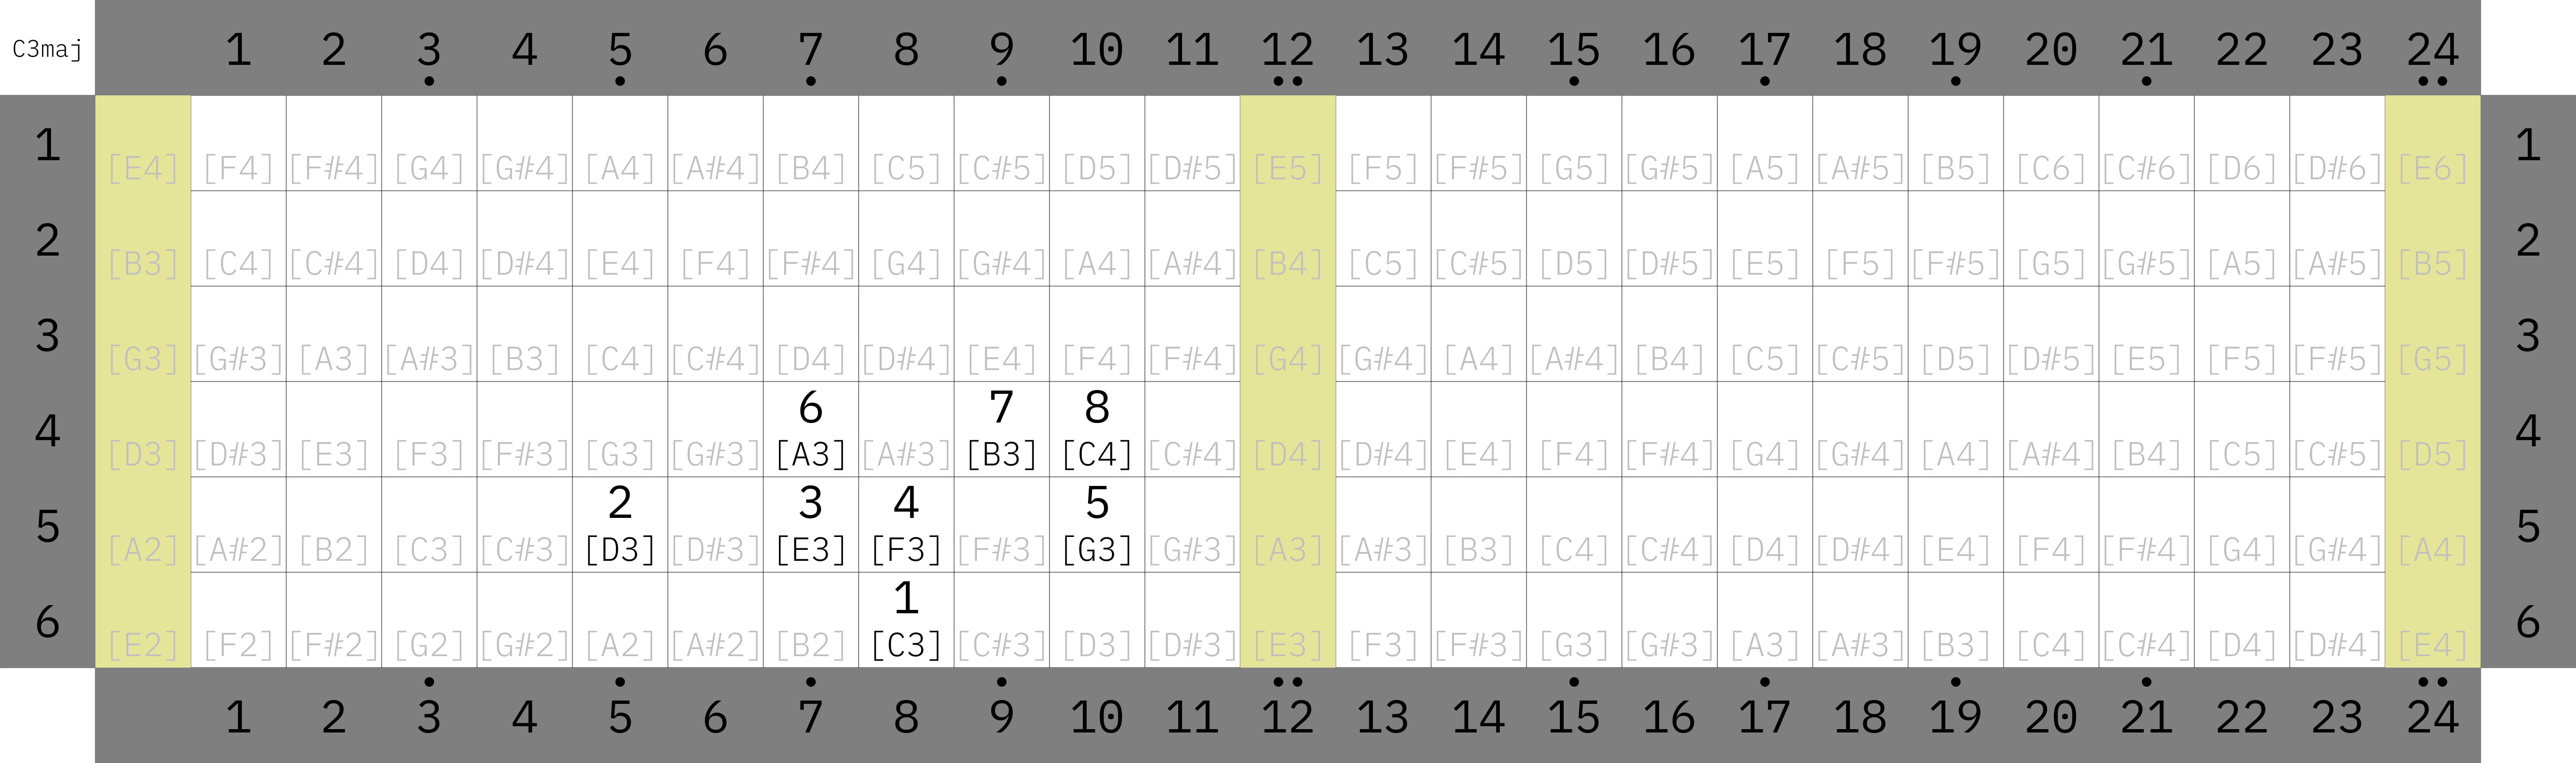 C3maj 1 2 3 4 5 6 7 8 9 10 11 12 13 14 15 16 17 18 19 20 21 22 23 24
1 [E4] [F4] [F#4] [G4] [G#4] [A4] [A#4] [B4] [C5] [C#5] [D5] [D#5] [E5] [F5] [F#5] [G5] [G#5] [A5] [A#5] [B5] [C6] [C#6] [D6] [D#6] [E6] 1
2 [B3] [C4] [C#4] [D4] [D#4] [E4] [F4] [F#4] [G4] [G#4] [A4] [A#4] [B4] [C5] [C#5] [D5] [D#5] [E5] [F5] [F#5] [G5] [G#5] [A5] [A#5] [B5] 2
3 [G3] [G#3] [A3] [A#3] [B3] [C4] [C#4] [D4] [D#4] [E4] [F4] [F#4] [G4] [G#4] [A4] [A#4] [B4] [C5] [C#5] [D5] [D#5] [E5] [F5] [F#5] [G5] 3
6 7 8
4 [D3] [D#3] [E3] [F3] [F#3] [G3] [G#3] [A3] [A#3] [B3] [C4] [C#4] [D4] [D#4] [E4] [F4] [F#4] [G4] [G#4] [A4] [A#4] [B4] [C5] [C#5] [D5] 4
2 3 4 5
5 [A2] [A#2] [B2] [C3] [C#3] [D3] [D#3] [E3] [F3] [F#3] [G3] [G#3] [A3] [A#3] [B3] [C4] [C#4] [D4] [D#4] [E4] [F4] [F#4] [G4] [G#4] [A4] 5
1
6 [E2] [F2] [F#2] [G2] [G#2] [A2] [A#2] [B2] [C3] [C#3] [D3] [D#3] [E3] [F3] [F#3] [G3] [G#3] [A3] [A#3] [B3] [C4] [C#4] [D4] [D#4] [E4] 6
1 2 3 4 5 6 7 8 9 10 11 12 13 14 15 16 17 18 19 20 21 22 23 24